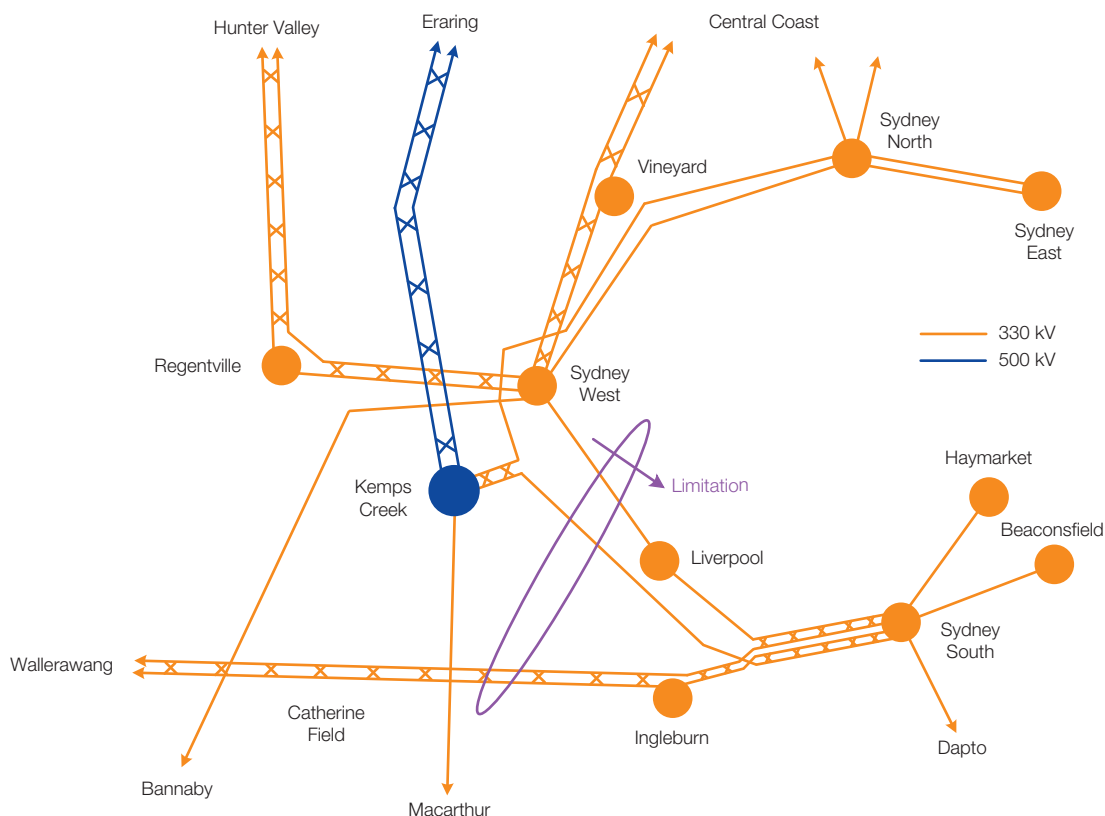 Hunter Valley
Eraring
Central Coast
Sydney
North
Vineyard
Sydney
East
330 kV
500 kV
Regentville
Sydney
West
Kemps
Creek
Limitation
Haymarket
Beaconsfield
Liverpool
Sydney
South
Wallerawang
Catherine
Field
Ingleburn
Dapto
Bannaby
Macarthur